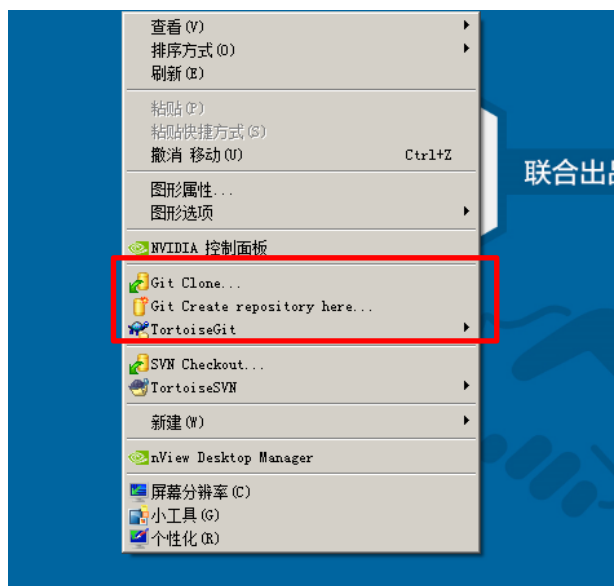 查看(V)
排序方式(O)
刷新(E)
粘贴(P)
粘贴快捷方式(S)
撤消 移动(U) Ctrl+Z
图形属性...
图形选项
NVIDIA 控制面板
Git Clone...
Git Create repository here...
TortoiseGit
SVN Checkout...
TortoiseSVN
新建(W)
nView Desktop Manager
屏幕分辨率(C)
小工具(G)
个性化(R)
联合出品